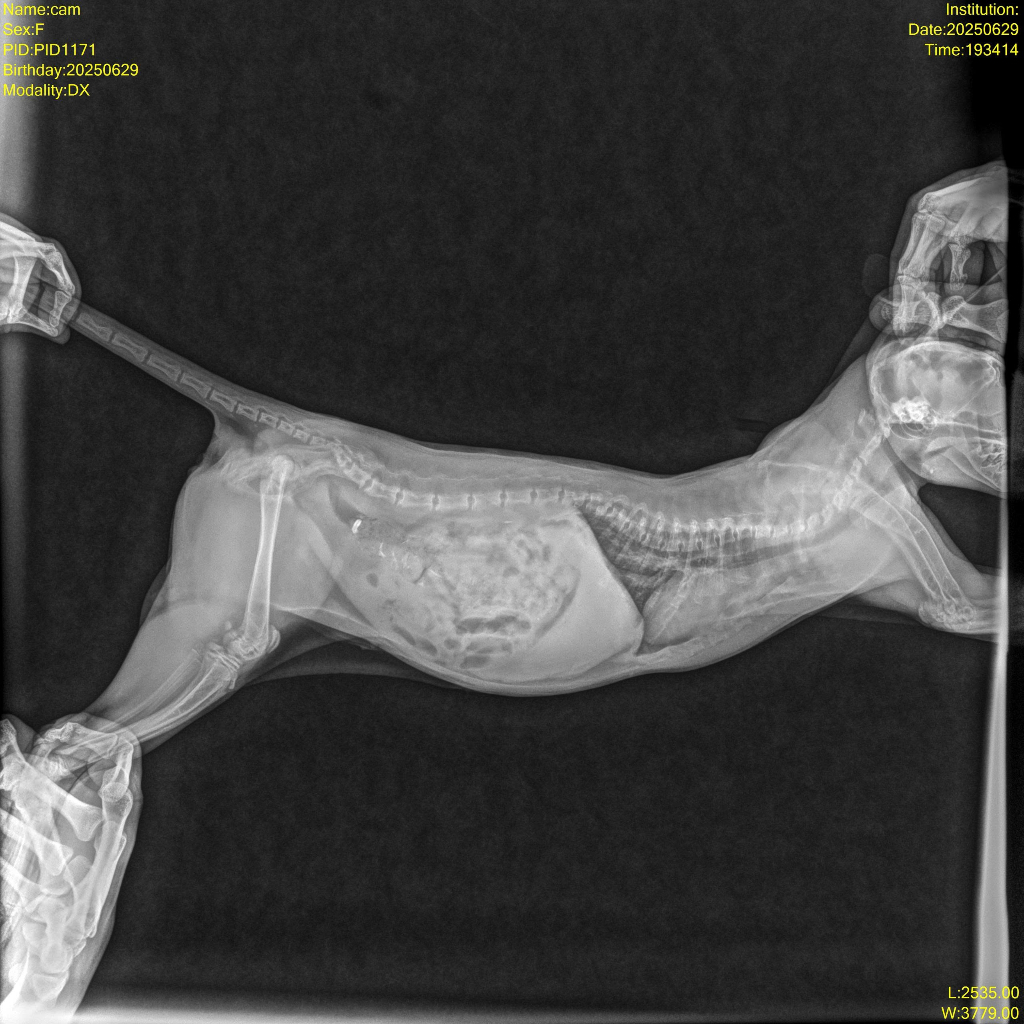 Name:cam
Sex:F
PID:PID1171
Birthday:20250629
Modality:DX
Institution:
Date:20250629
Time:193414
L:2535.00
W:3779.00